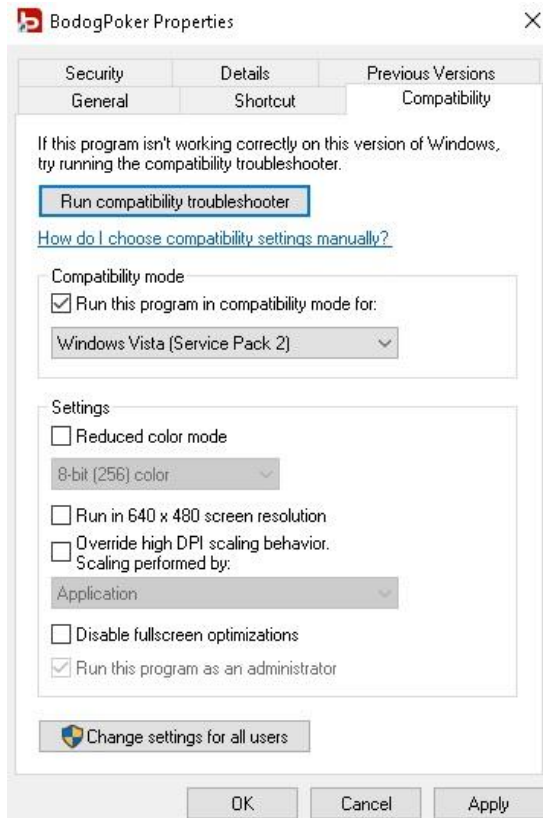 BodogPoker Properties
Security Details Previous Versions
General Shortcut Compatibility
If this program isn't working correctly on this version of Windows,
try running the compatibility troubleshooter.
Run compatibility troubleshooter
How do I choose compatibility settings manually?
Compatibility mode
Run this program in compatibility mode for:
Windows Vista (Service Pack 2)
Settings
Reduced color mode
8-bit (256) color
Run in 640 x 480 screen resolution
Override high DPI scaling behavior.
Scaling performed by:
Application
Disable fullscreen optimizations
Run this program as an administrator
Change settings for all users
OK Cancel Apply